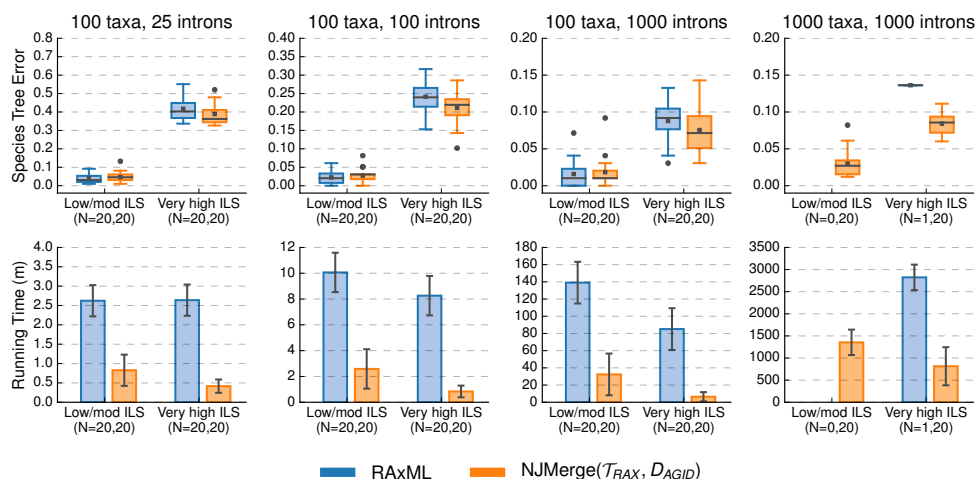 100 taxa, 25 introns 100 taxa, 100 introns 100 taxa, 1000 introns 1000 taxa, 1000 introns
Species Tree Error
0.8 0.40 0.20 0.20
0.7 0.35
0.6 0.30 0.15 0.15
0.5 0.25
0.4 0.20 0.10 0.10
0.3 0.15
0.2 0.10 0.05 0.05
0.1 0.05
0.0 0.00 0.00 0.00
Low/mod ILS Very high ILS Low/mod ILS Very high ILS Low/mod ILS Very high ILS Low/mod ILS Very high ILS
(N=20,20) (N=20,20) (N=20,20) (N=20,20) (N=20,20) (N=20,20) (N=0,20) (N=1,20)
Running Time (m)
4.0 12 180 3500
3.5 10 160 3000
3.0 8 140 2500
2.5 6 120 2000
2.0 4 100 1500
1.5 2 80 1000
1.0 0 60 500
0.5 40 0
0.0 20
0
Low/mod ILS Very high ILS Low/mod ILS Very high ILS Low/mod ILS Very high ILS Low/mod ILS Very high ILS
(N=20,20) (N=20,20) (N=20,20) (N=20,20) (N=20,20) (N=20,20) (N=0,20) (N=1,20)
RAxML NJMerge(𝒯RAX, DAGID)